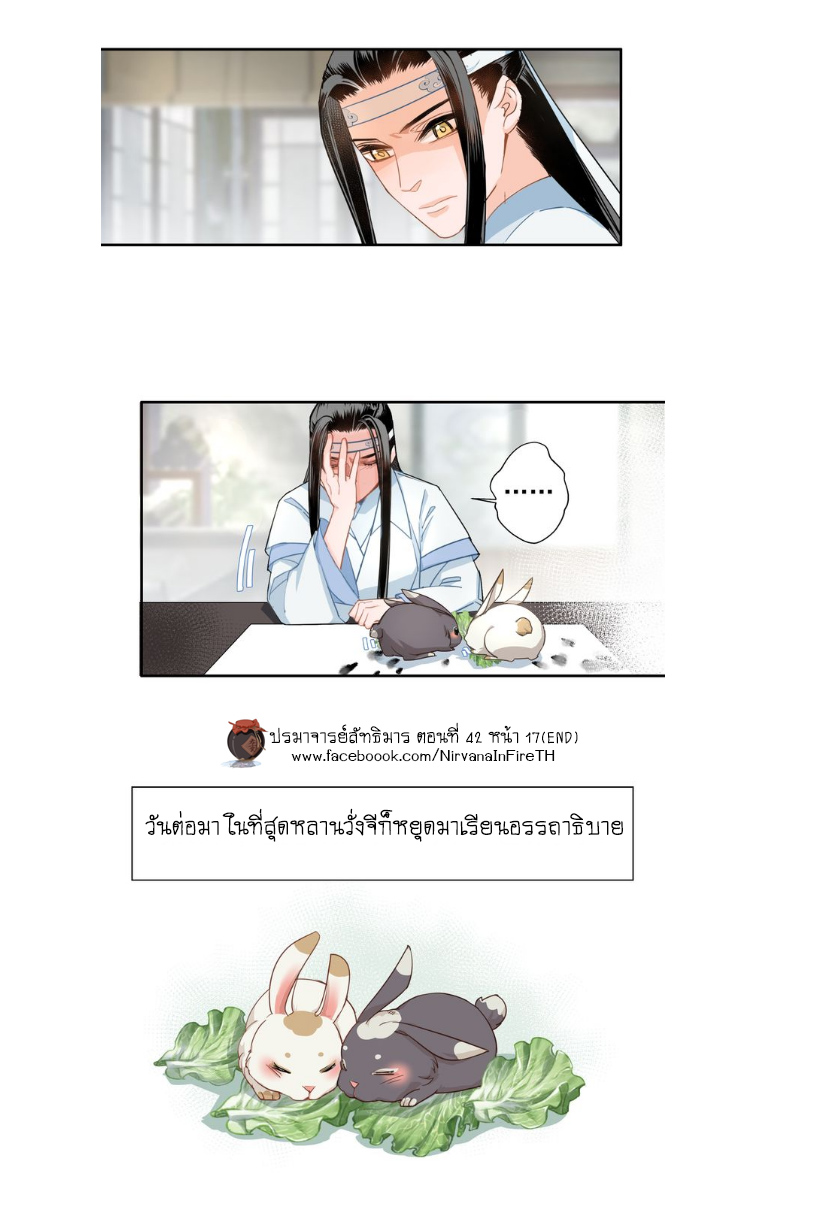 ......
ปรมาจารย์ลัทธิมาร ตอนที่ 42 หน้า 17(END)
www.faceboook.com/NirvanaInFireTH
วันต่อมา ในที่สุดหลานวั่งจีก็หยุดมาเรียนอรรถาธิบาย